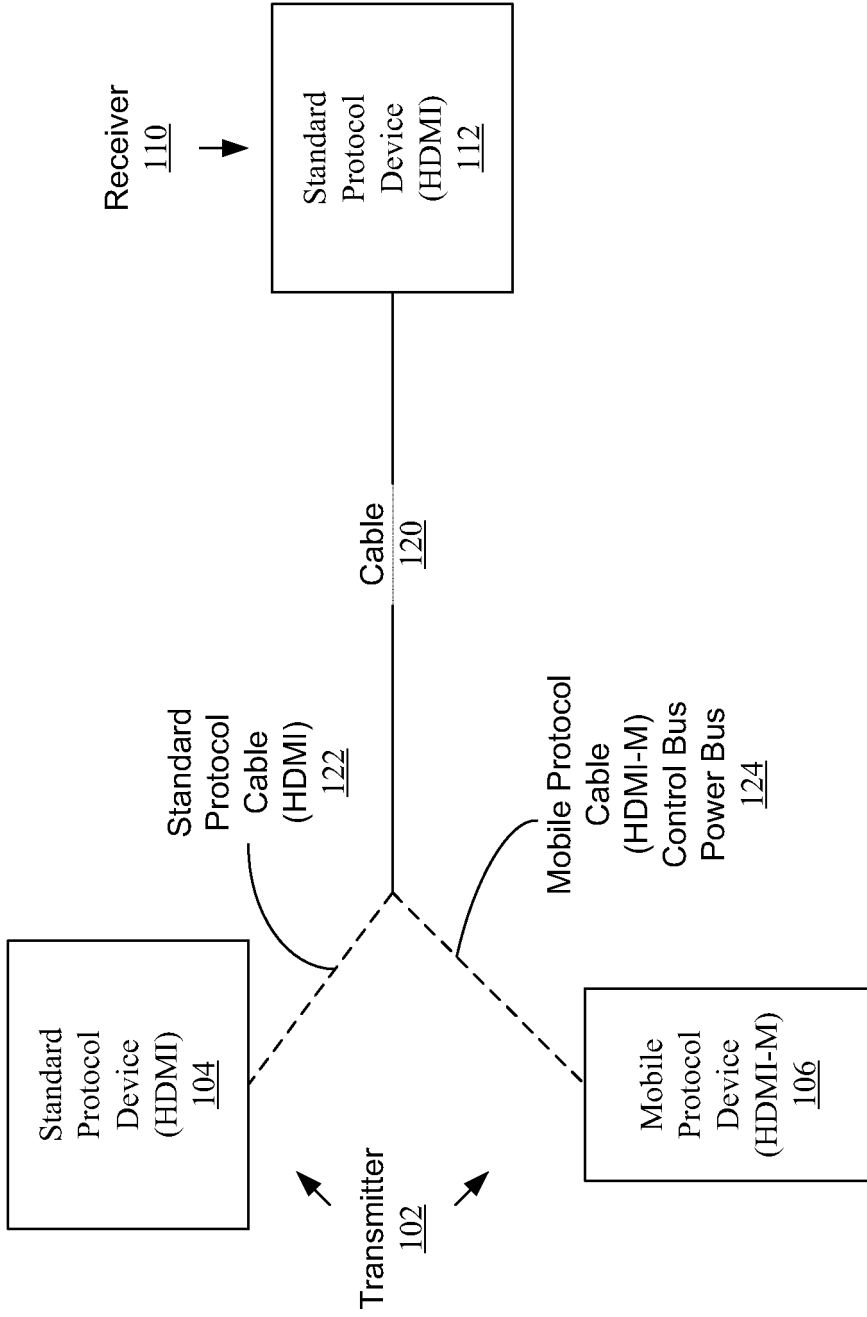 Standard
Protocol
Device
(HDMI)
104
Transmitter
102
Mobile
Protocol
Device
(HDMI-M)
106
Standard
Protocol
Cable
(HDMI)
122
Mobile Protocol
Cable
(HDMI-M)
Control Bus
Power Bus
124
Cable
120
Receiver
110
Standard
Protocol
Device
(HDMI)
112